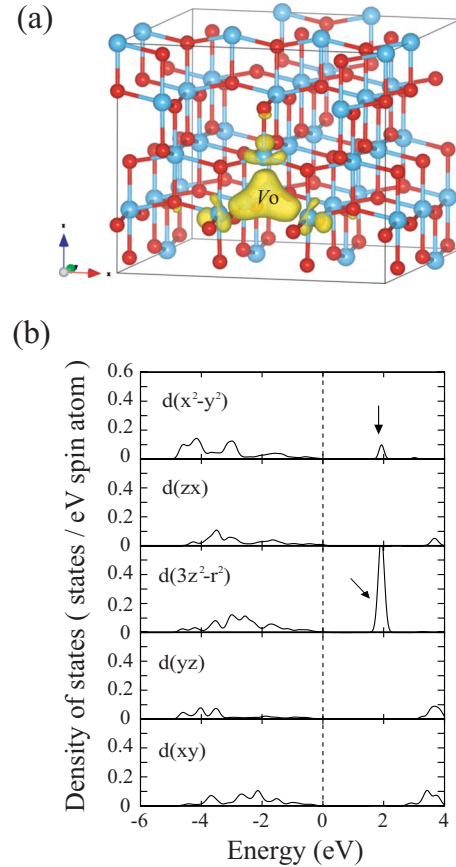 (a)
Vo
z
x
(b)
Density of states ( states / eV spin atom )
0.6
0.4
0.2
0
d(x²-y²)
0.4
0.2
0
d(zx)
0.4
0.2
0
d(3z²-r²)
0.4
0.2
0
d(yz)
0.4
0.2
0
d(xy)
-6 -4 -2 0 2 4
Energy (eV)